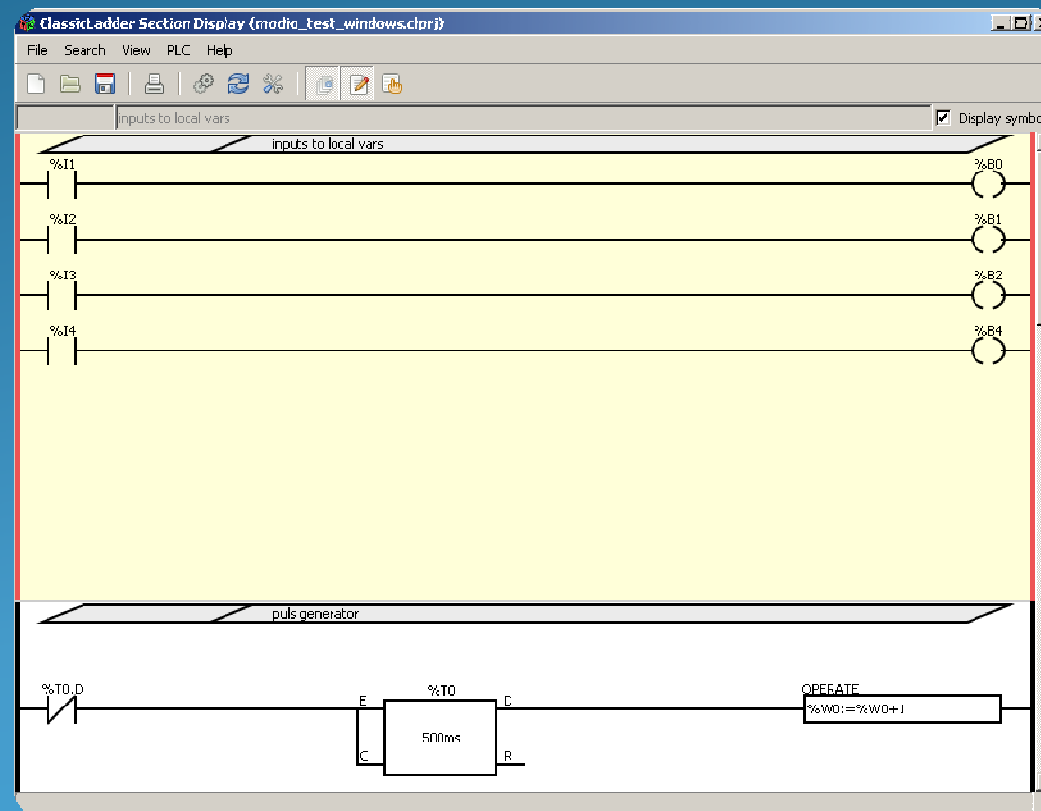 ClassicLadder Section Display (modio_test_windows.clprj)
File Search View PLC Help
inputs to local vars Display symbo
inputs to local vars
%I1 %B0
%I2 %B1
%I3 %B2
%I4 %B4
puls generator
%T0.D %T0 OPERATE
E D %W0:=%W0+1
500ms
C R